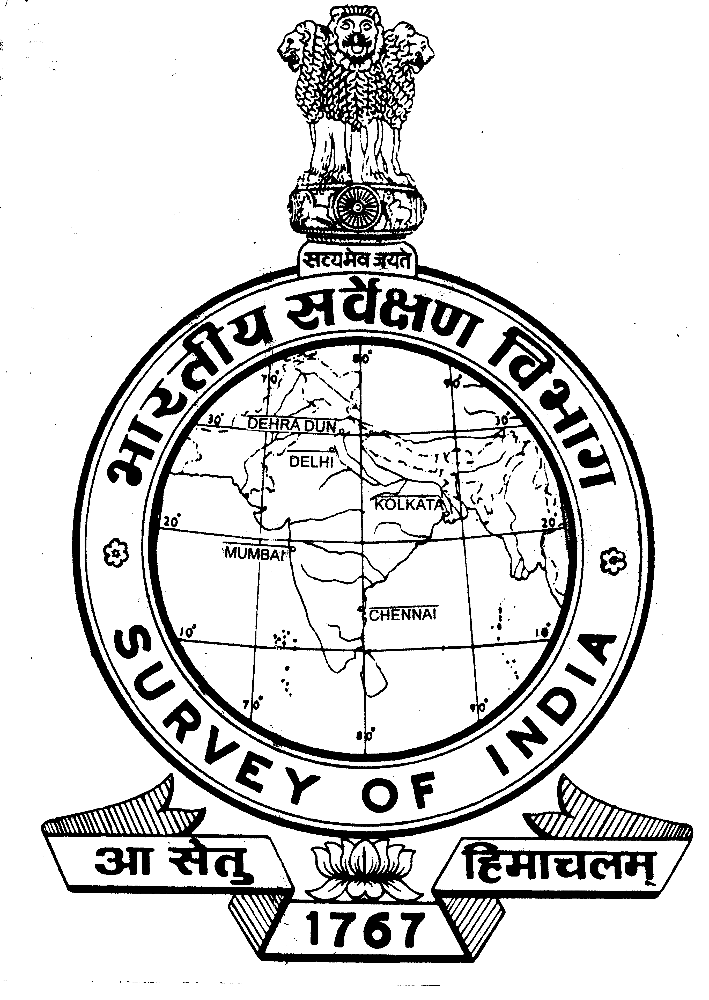 सत्यमेव जयते
भारतीय सर्वेक्षण विभाग
80°
70°
90°
30°
DEHRA DUN
30°
DELHI
KOLKATA
20°
20°
MUMBAI
CHENNAI
10°
10°
70°
90°
80°
SURVEY OF INDIA
आ सेतु
हिमाचलम्
1767